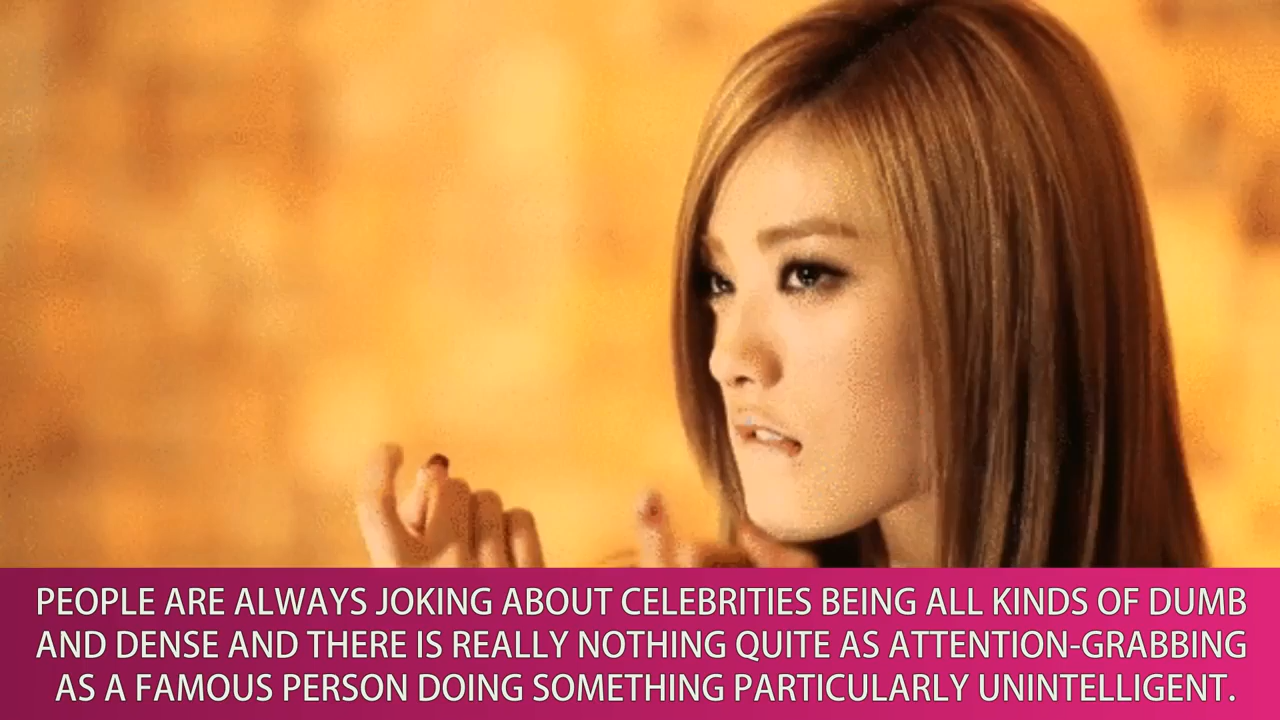 PEOPLE ARE ALWAYS JOKING ABOUT CELEBRITIES BEING ALL KINDS OF DUMB
AND DENSE AND THERE IS REALLY NOTHING QUITE AS ATTENTION-GRABBING
AS A FAMOUS PERSON DOING SOMETHING PARTICULARLY UNINTELLIGENT.